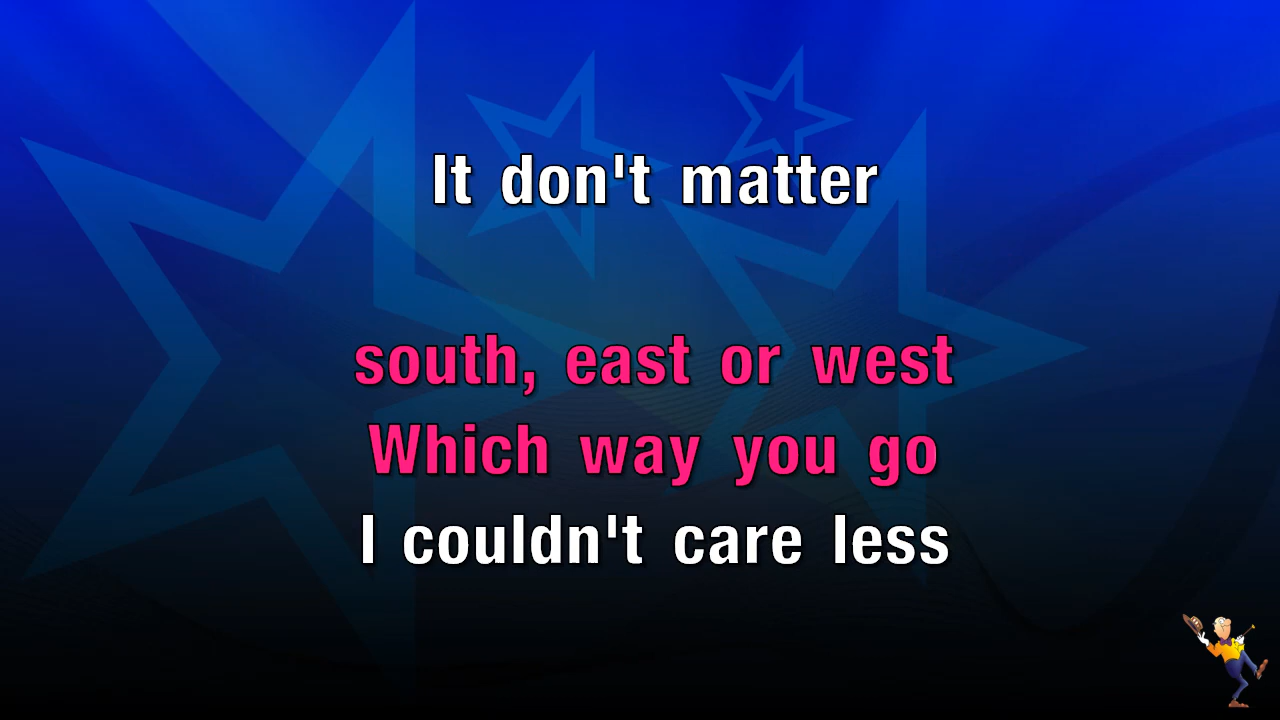 It don't matter
south, east or west
Which way you go
I couldn't care less